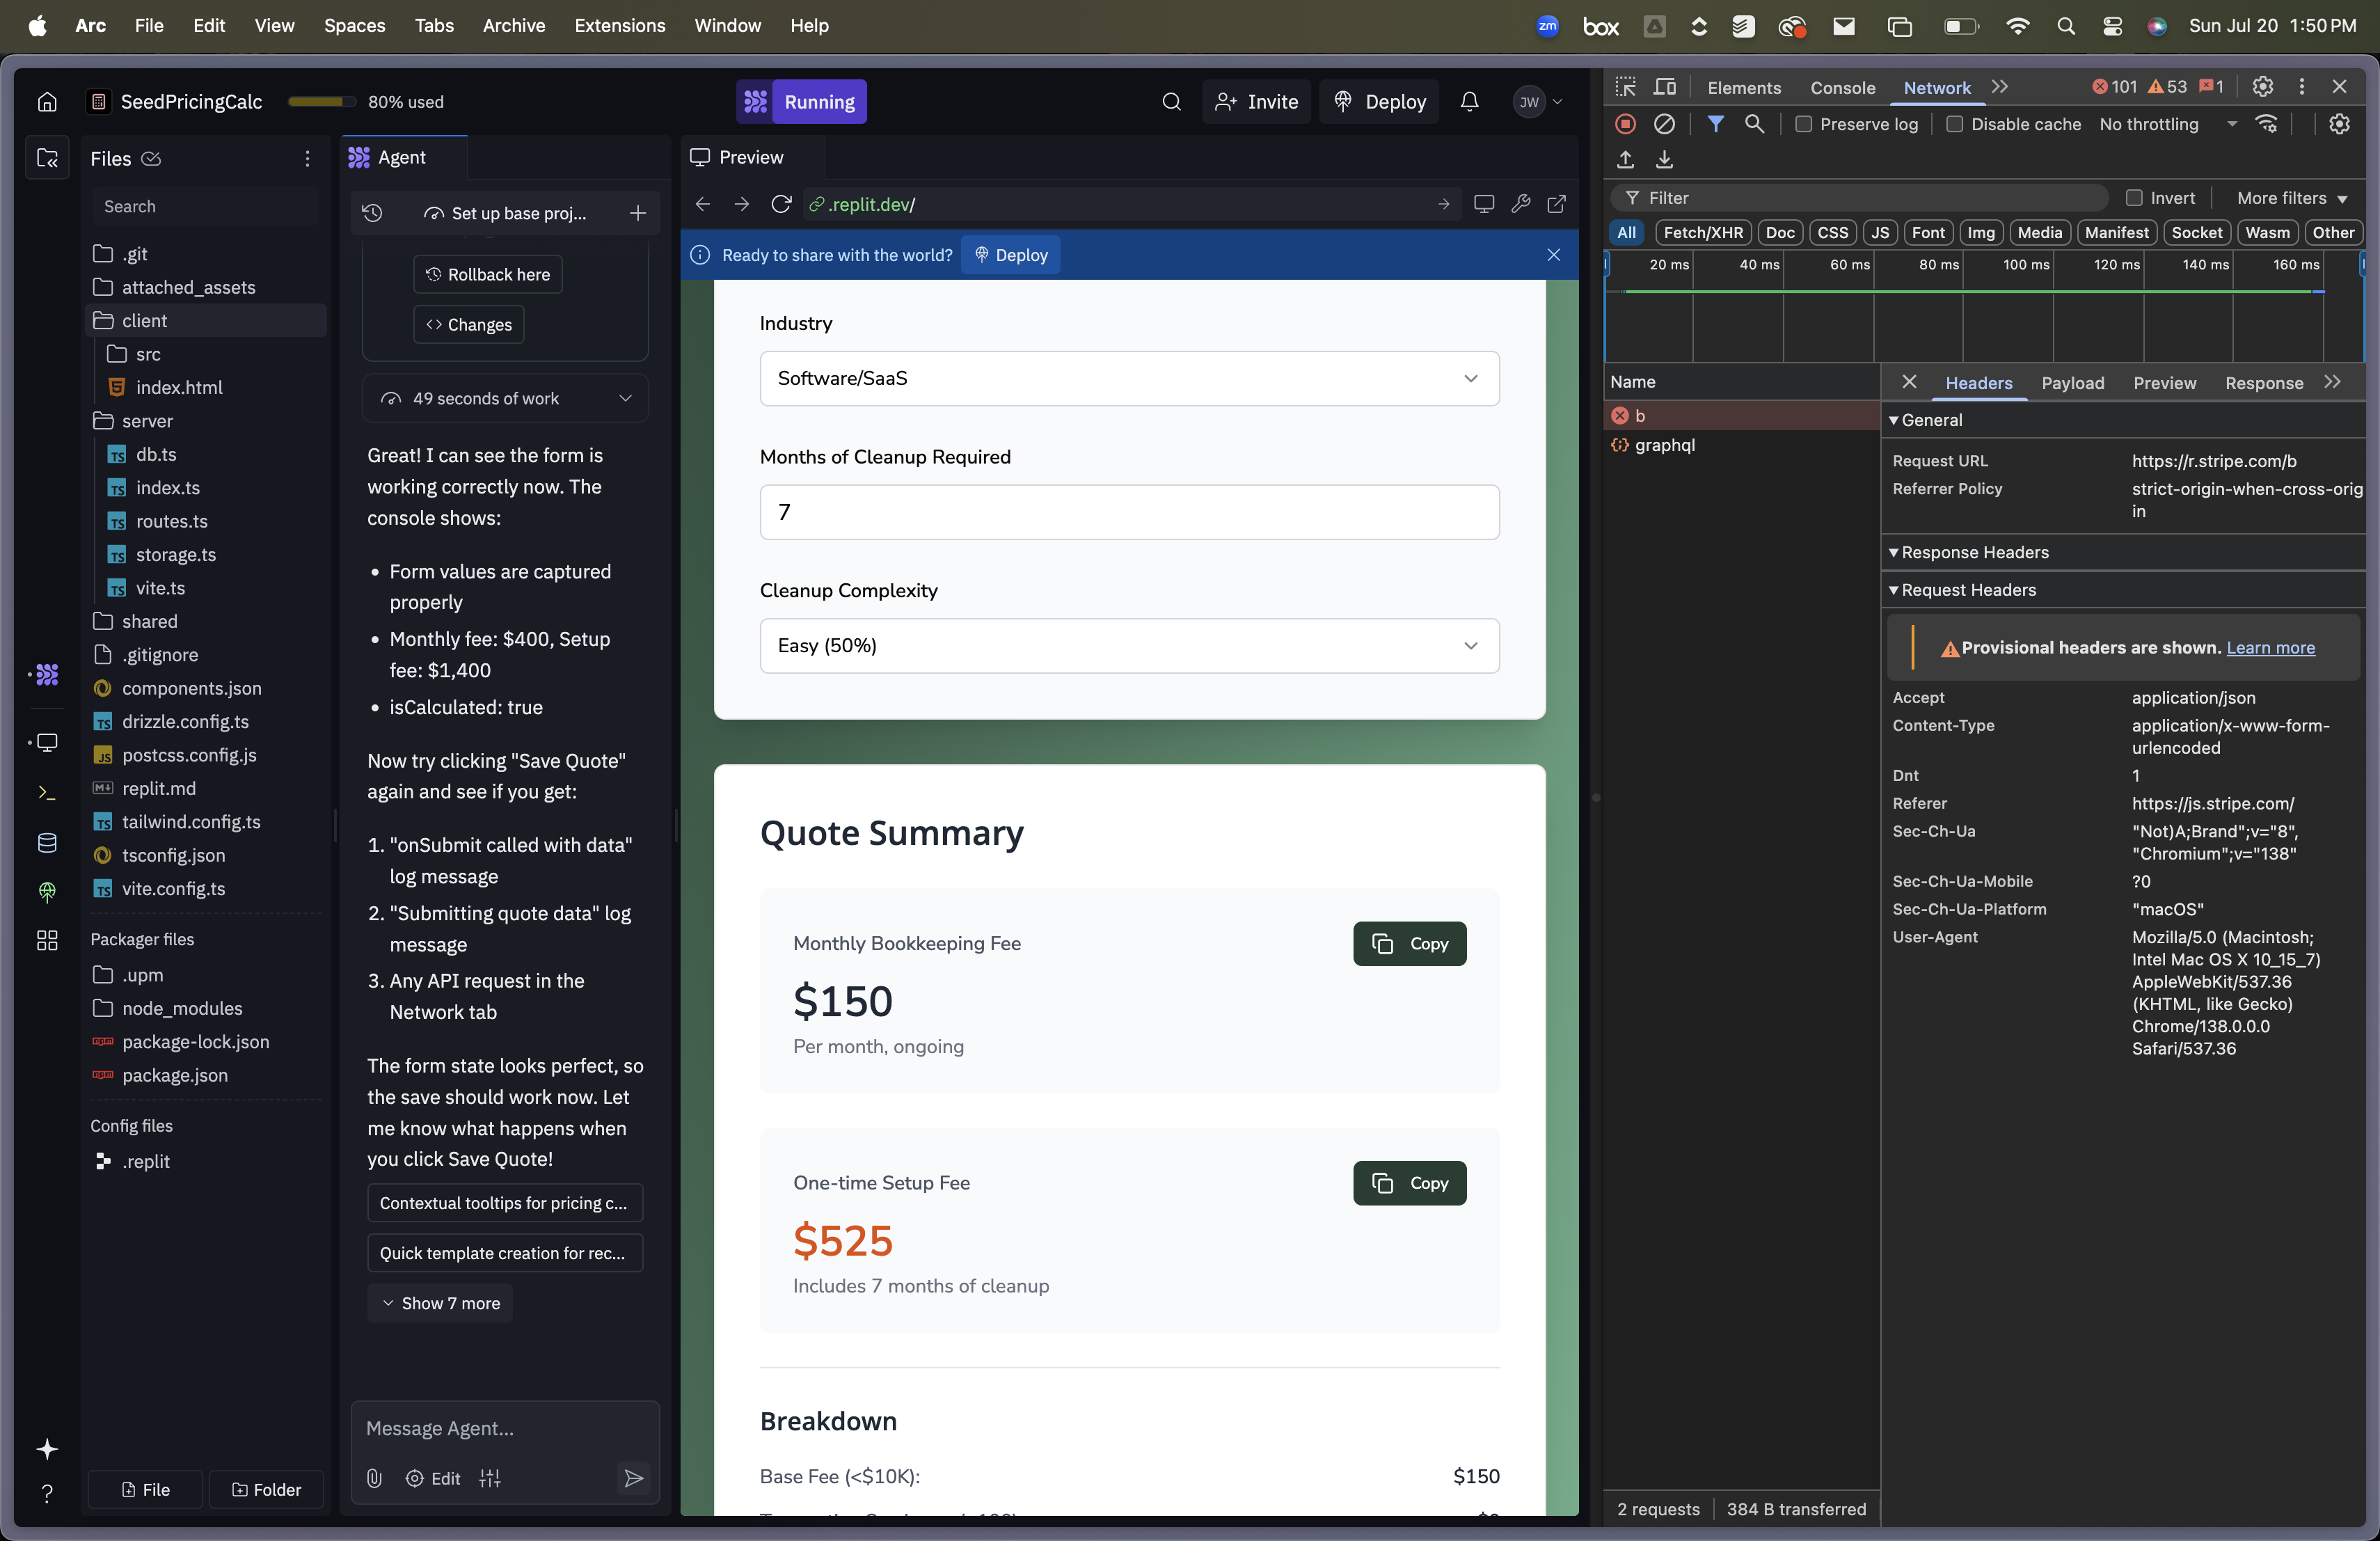 Arc File Edit View Spaces Tabs Archive Extensions Window Help
zm box Sun Jul 20 1:50 PM
SeedPricingCalc 80% used
Running
Invite Deploy JW
Files
Search
.git
attached_assets
client
src
index.html
server
db.ts
index.ts
routes.ts
storage.ts
vite.ts
shared
.gitignore
components.json
drizzle.config.ts
postcss.config.js
replit.md
tailwind.config.ts
tsconfig.json
vite.config.ts
Packager files
.upm
node_modules
package-lock.json
package.json
Config files
.replit
File Folder
Agent
Set up base proj...
Rollback here
Changes
49 seconds of work
Great! I can see the form is
working correctly now. The
console shows:
• Form values are captured
properly
• Monthly fee: $400, Setup
fee: $1,400
• isCalculated: true
Now try clicking "Save Quote"
again and see if you get:
1. "onSubmit called with data"
log message
2. "Submitting quote data" log
message
3. Any API request in the
Network tab
The form state looks perfect, so
the save should work now. Let
me know what happens when
you click Save Quote!
Contextual tooltips for pricing c...
Quick template creation for rec...
Show 7 more
Message Agent...
Edit
Preview
.replit.dev/
Ready to share with the world? Deploy
Industry
Software/SaaS
Months of Cleanup Required
7
Cleanup Complexity
Easy (50%)
Quote Summary
Monthly Bookkeeping Fee
Copy
$150
Per month, ongoing
One-time Setup Fee
Copy
$525
Includes 7 months of cleanup
Breakdown
Base Fee (<$10K): $150
Elements Console Network 101 53 1
Preserve log Disable cache No throttling
Filter Invert More filters
All Fetch/XHR Doc CSS JS Font Img Media Manifest Socket Wasm Other
20 ms 40 ms 60 ms 80 ms 100 ms 120 ms 140 ms 160 ms
Name
b
graphql
Headers Payload Preview Response
General
Request URL https://r.stripe.com/b
Referrer Policy strict-origin-when-cross-orig
in
Response Headers
Request Headers
Provisional headers are shown. Learn more
Accept application/json
Content-Type application/x-www-form-
urlencoded
Dnt 1
Referer https://js.stripe.com/
Sec-Ch-Ua "Not)A;Brand";v="8",
"Chromium";v="138"
Sec-Ch-Ua-Mobile ?0
Sec-Ch-Ua-Platform "macOS"
User-Agent Mozilla/5.0 (Macintosh;
Intel Mac OS X 10_15_7)
AppleWebKit/537.36
(KHTML, like Gecko)
Chrome/138.0.0.0
Safari/537.36
2 requests 384 B transferred